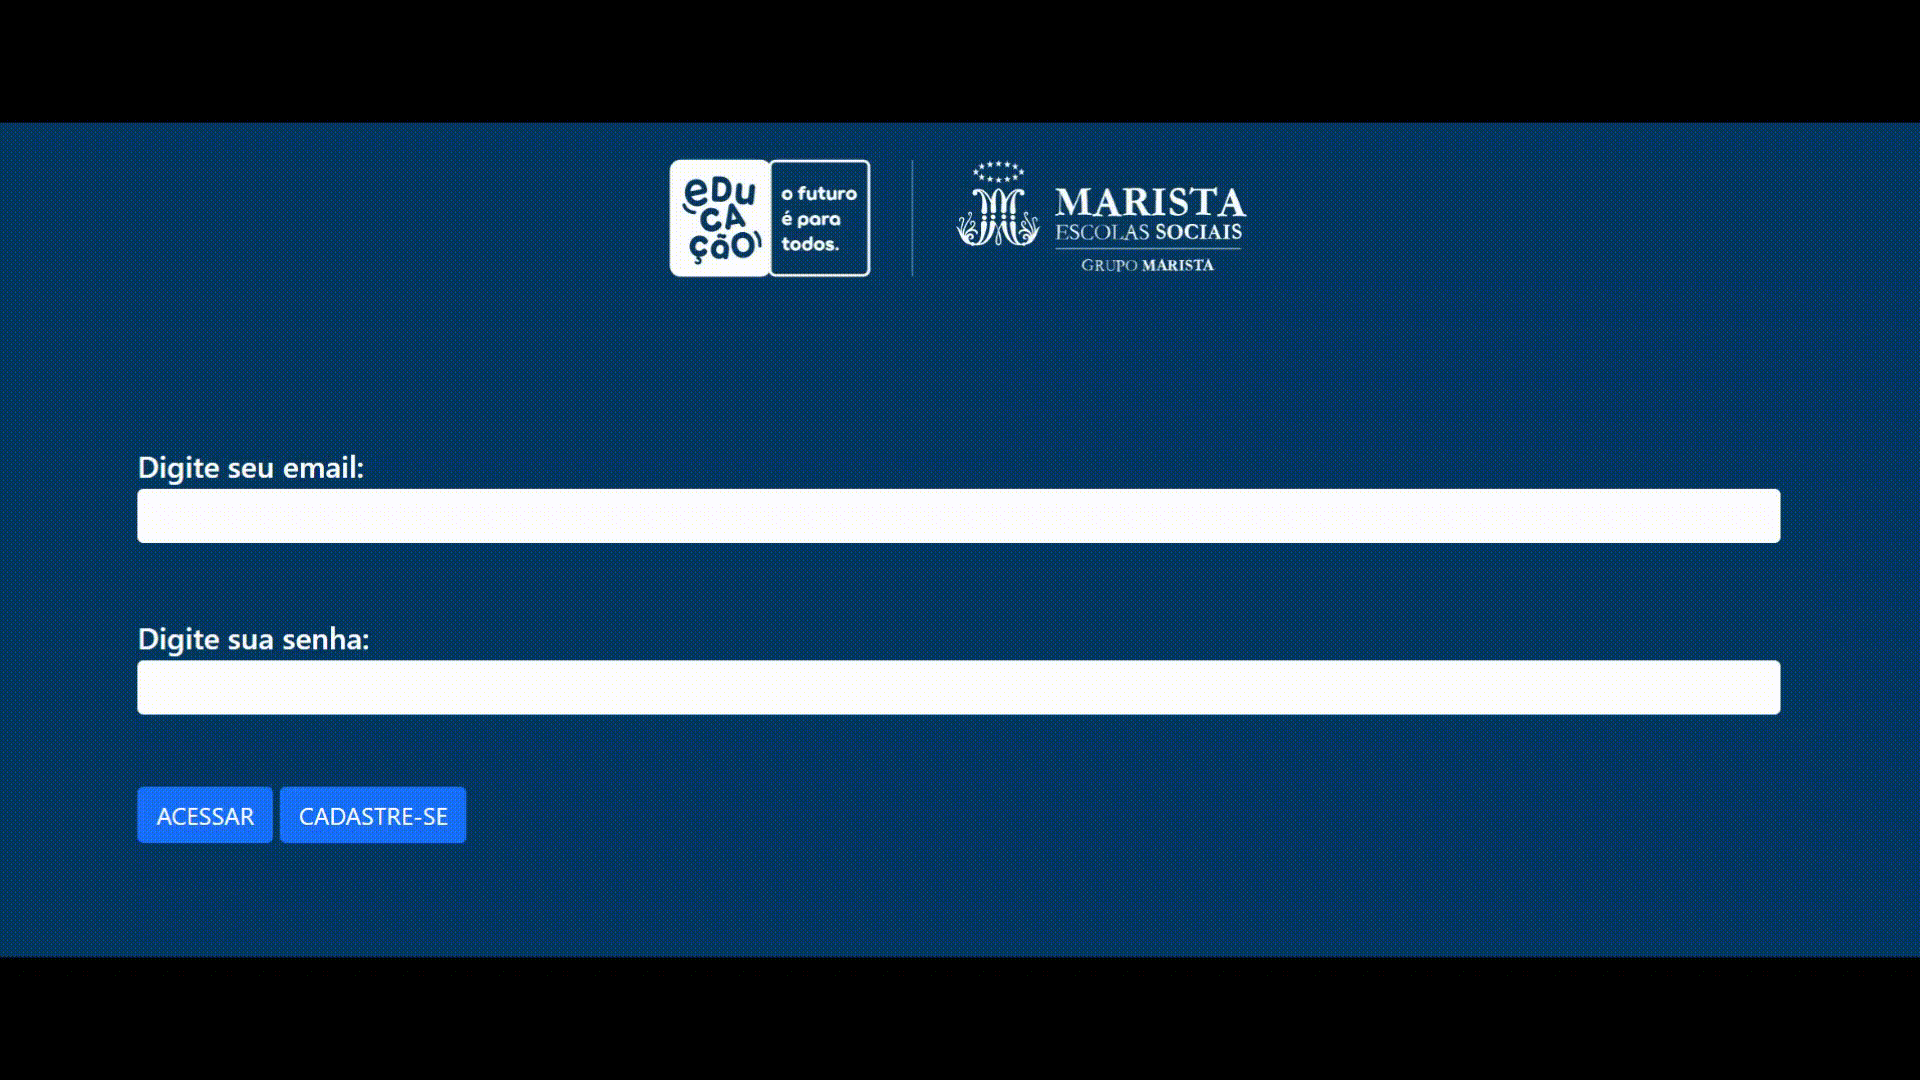 eDu
cA
ção
o futuro
é para
todos.
MARISTA
ESCOLAS SOCIAIS
GRUPO MARISTA
Digite seu email:
Digite sua senha:
ACESSAR
CADASTRE-SE